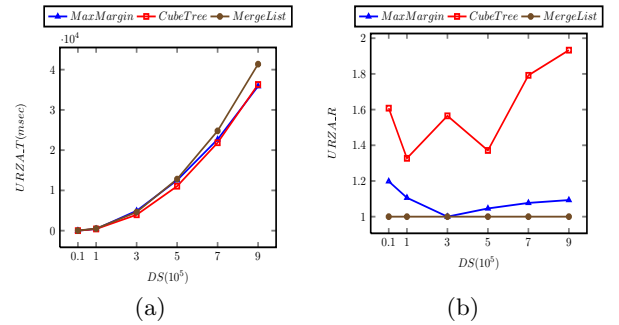 MaxMargin CubeTree MergeList
·10^4
4
3
2
1
0
URZA_T(msec)
0.1 1 3 5 7 9
DS(10^5)
(a)
MaxMargin CubeTree MergeList
2
1.8
1.6
1.4
1.2
1
URZA_R
0.1 1 3 5 7 9
DS(10^5)
(b)